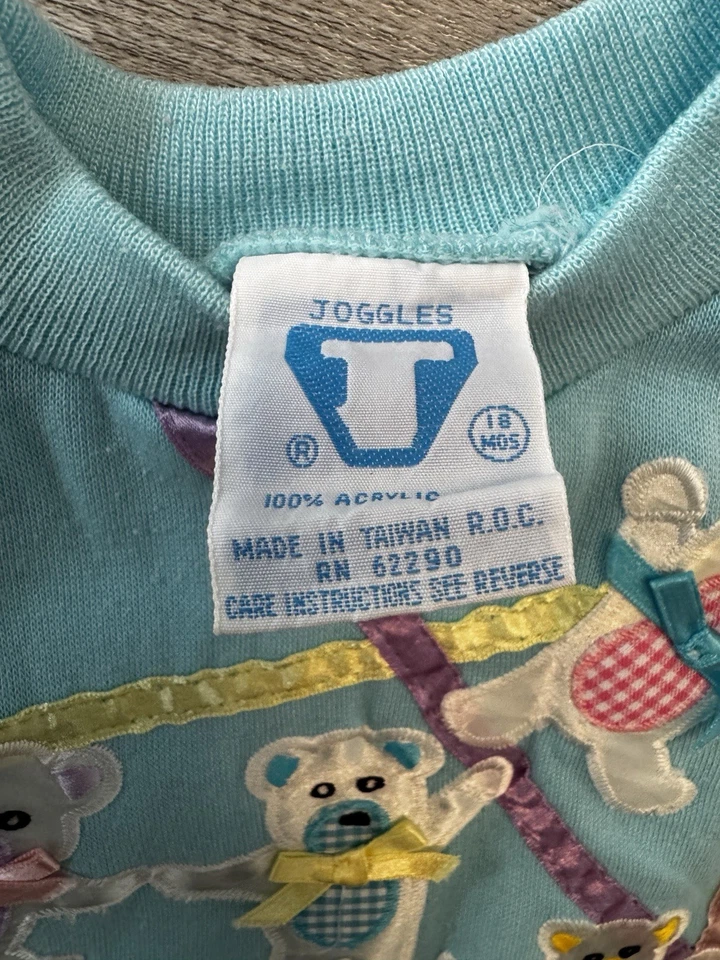 JOGGLES
J
®
18
MOS
100% ACRYLIC
MADE IN TAIWAN R.O.C.
RN 62290
CARE INSTRUCTIONS SEE REVERSE